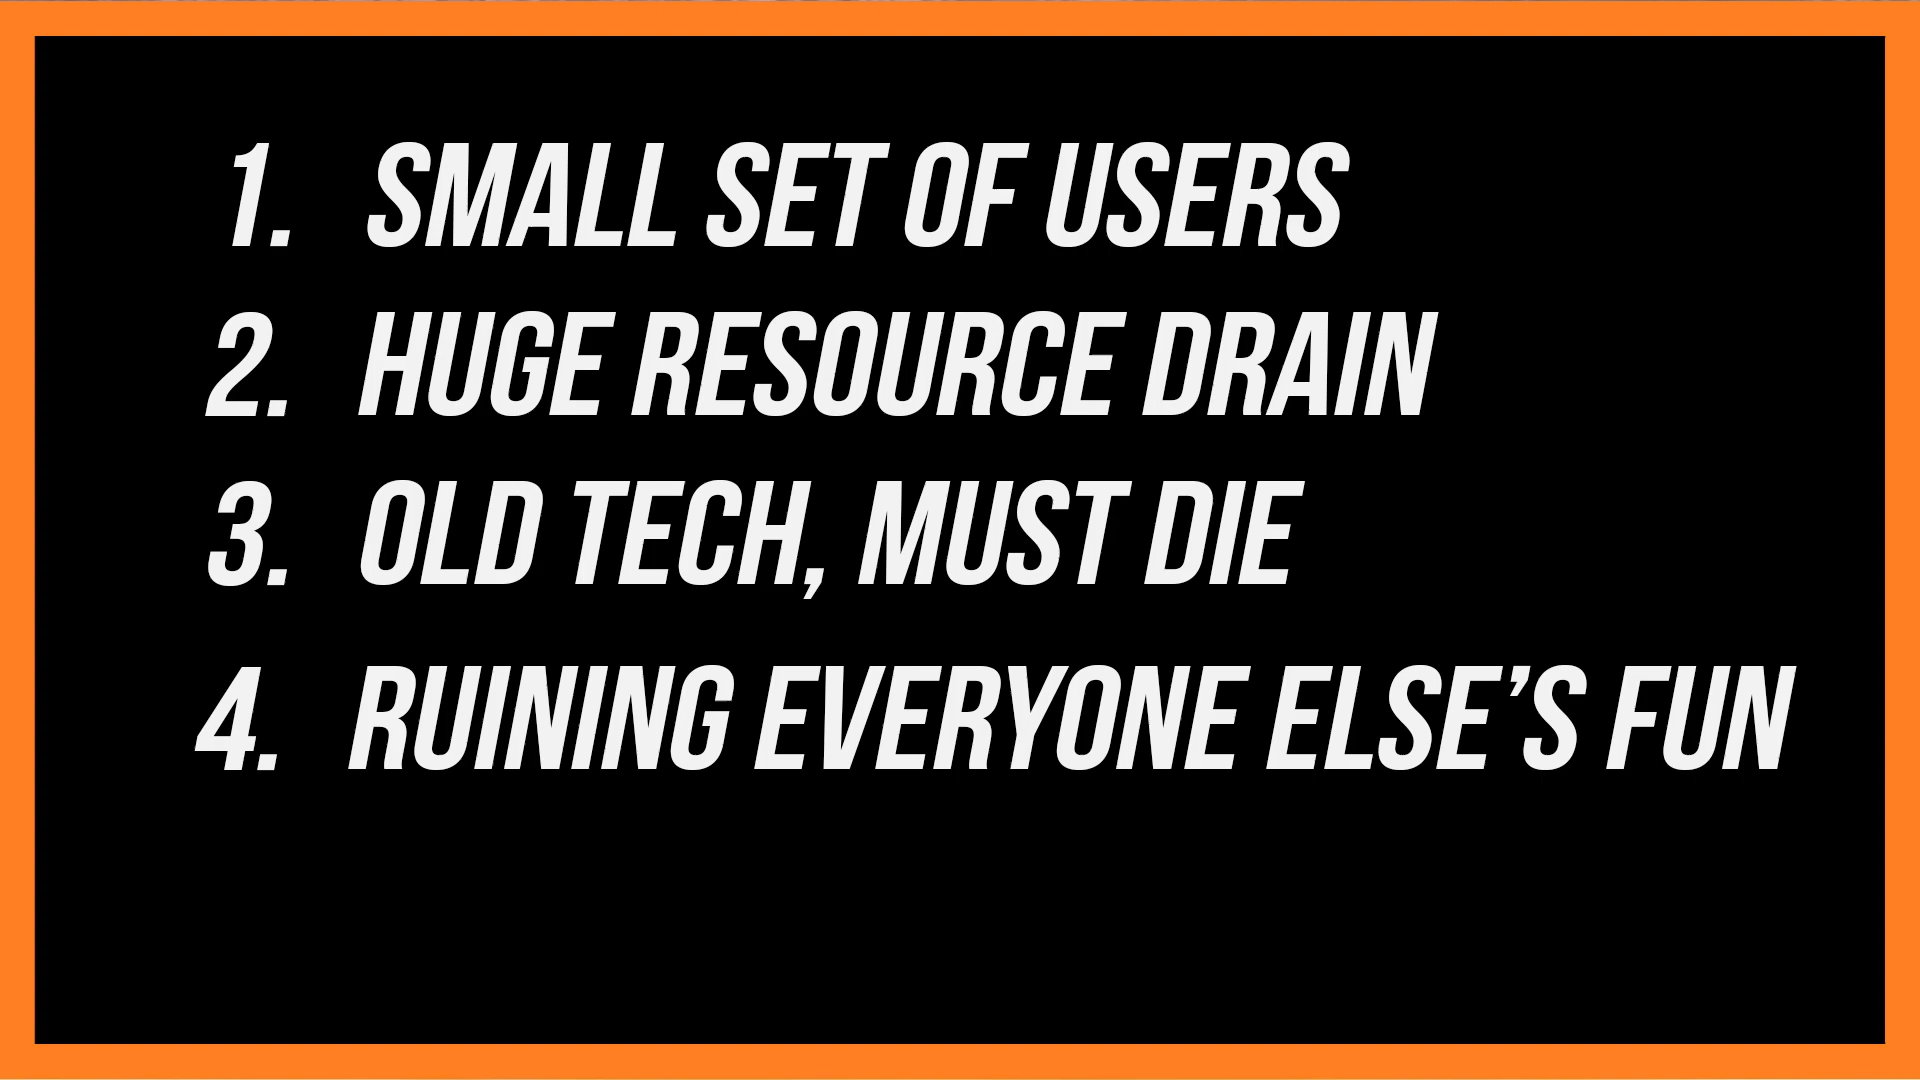 1. SMALL SET OF USERS
2. HUGE RESOURCE DRAIN
3. OLD TECH, MUST DIE
4. RUINING EVERYONE ELSE’S FUN